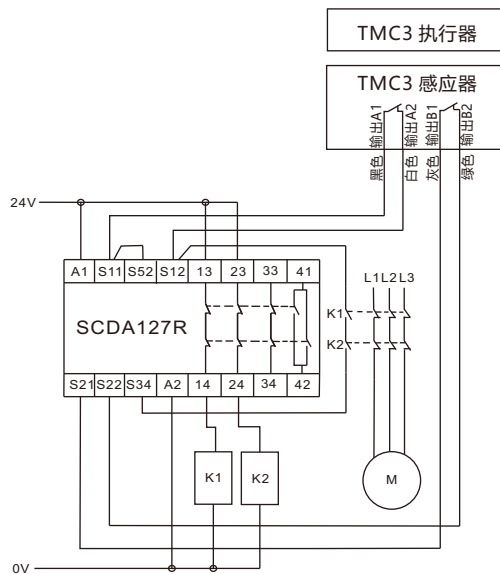 TMC3 执行器
TMC3 感应器
黑色 输出A1
白色 输出A2
灰色 输出B1
绿色 输出B2
24V
A1 S11 S52 S12 13 23 33 41
L1 L2 L3
SCDA127R
K1
K2
S21 S22 S34 A2 14 24 34 42
K1 K2 M
0V